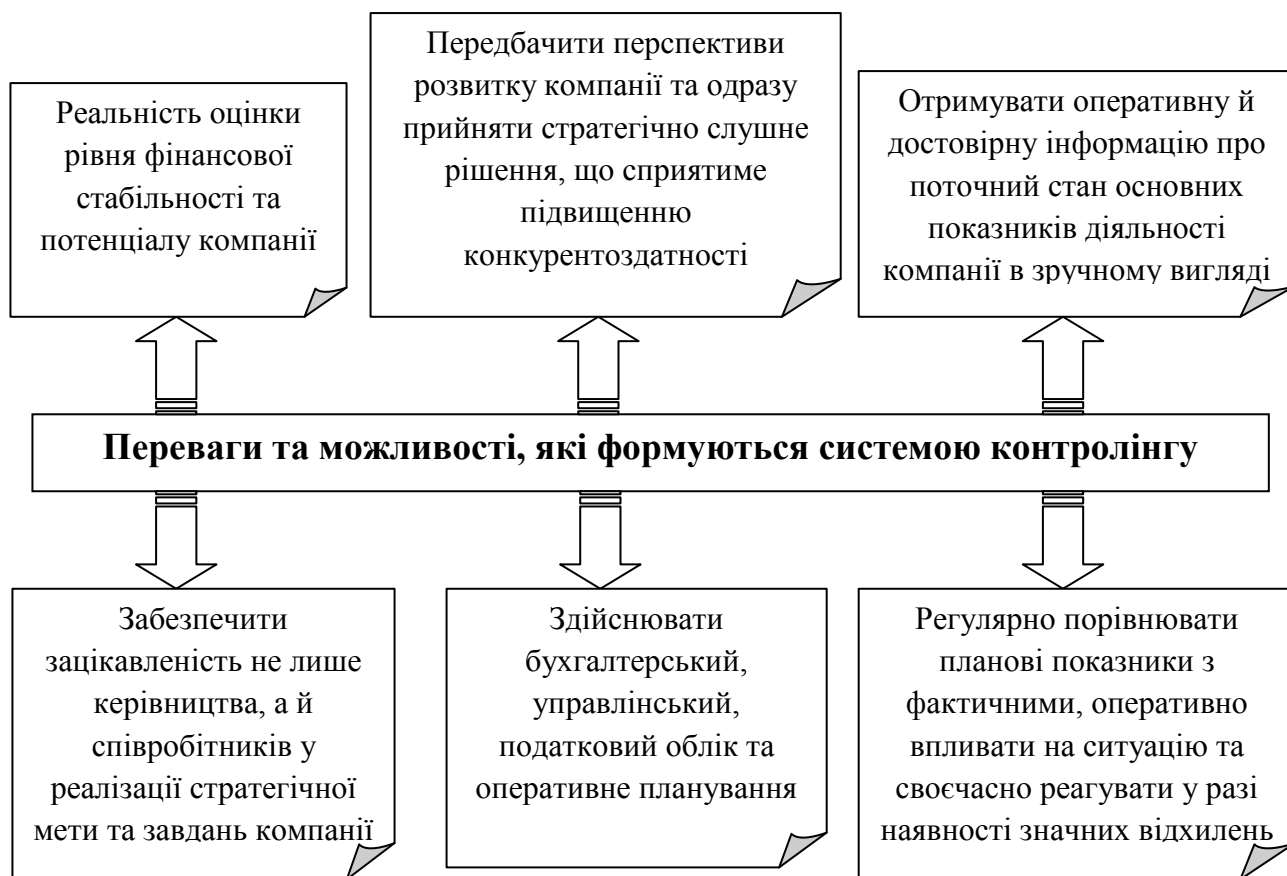 Реальність оцінки
рівня фінансової
стабільності та
потенціалу компанії
Передбачити перспективи
розвитку компанії та одразу
прийняти стратегічно слушне
рішення, що сприятиме
підвищенню
конкурентоздатності
Отримувати оперативну й
достовірну інформацію про
поточний стан основних
показників діяльності
компанії в зручному вигляді
Переваги та можливості, які формуються системою контролінгу
Забезпечити
зацікавленість не лише
керівництва, а й
співробітників у
реалізації стратегічної
мети та завдань компанії
Здійснювати
бухгалтерський,
управлінський,
податковий облік та
оперативне планування
Регулярно порівнювати
планові показники з
фактичними, оперативно
впливати на ситуацію та
своєчасно реагувати у разі
наявності значних відхилень